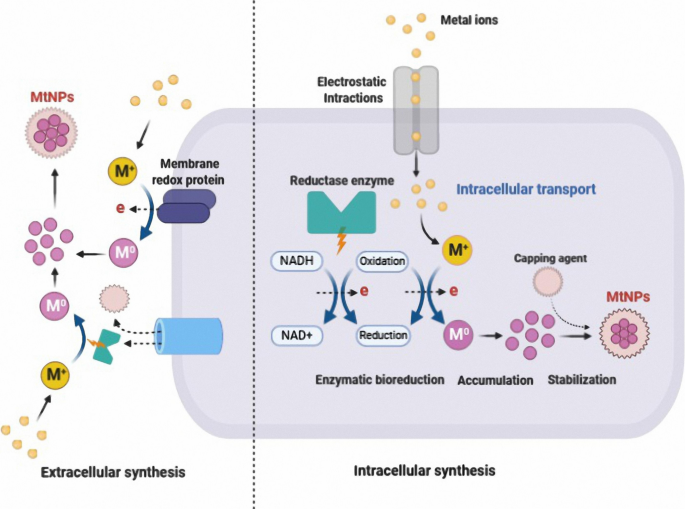 Metal ions
Electrostatic
Intractions
MtNPs
M⁺
Membrane
redox protein
e
M⁰
M⁰
M⁺
Extracellular synthesis
Reductase enzyme
Intracellular transport
NADH
Oxidation
M⁺
e
e
NAD+
Reduction
M⁰
Capping agent
MtNPs
Enzymatic bioreduction
Accumulation
Stabilization
Intracellular synthesis